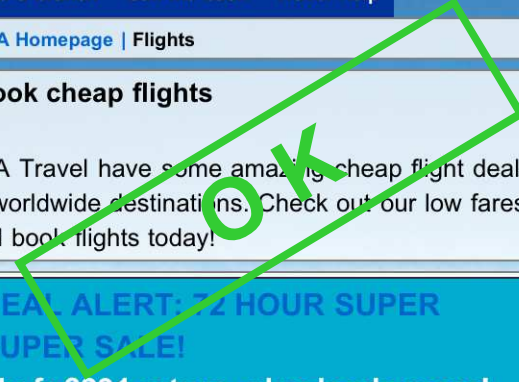 A Homepage | Flights
ook cheap flights
A Travel have some amazing cheap flight deal
worldwide destinations. Check out our low fares
book flights today!
OK
EAL ALERT: 72 HOUR SUPER
UPER SALE!